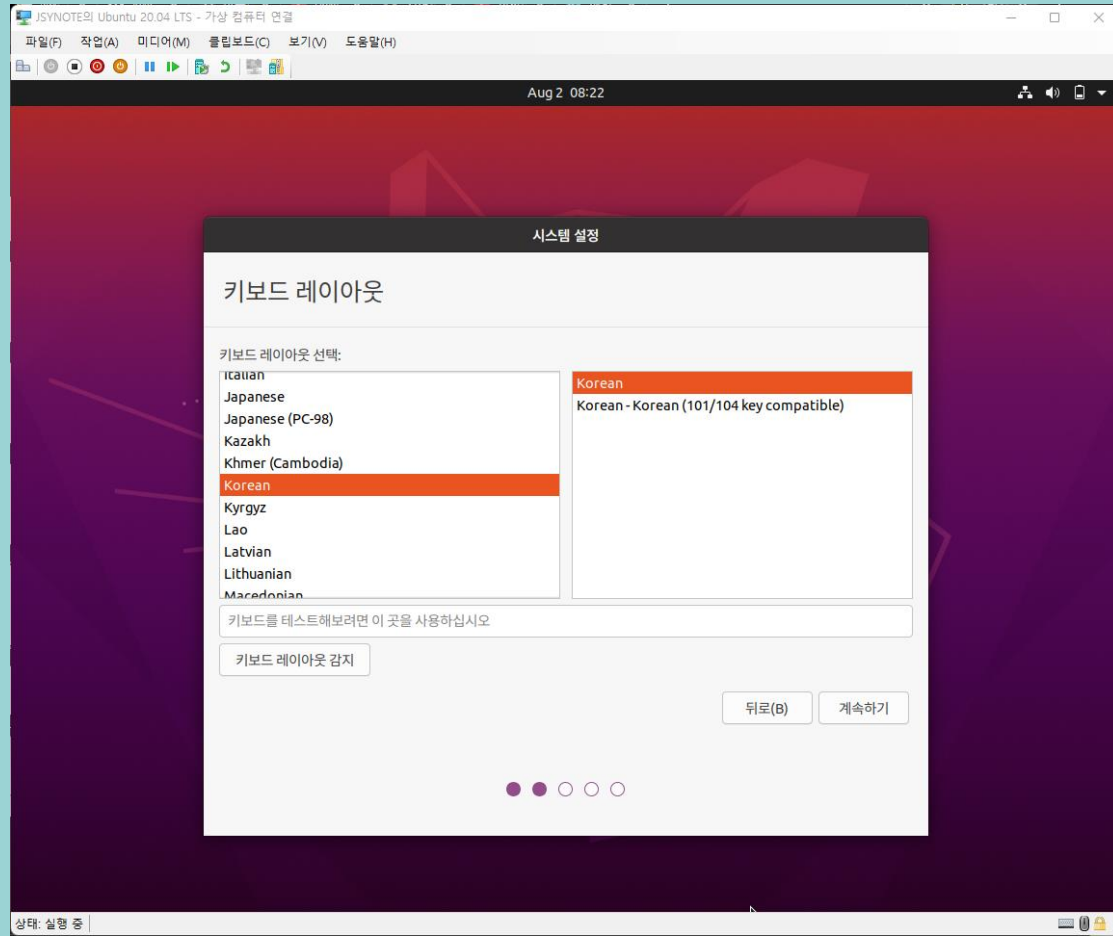 JSYNOTE의 Ubuntu 20.04 LTS - 가상 컴퓨터 연결
파일(F) 작업(A) 미디어(M) 클립보드(C) 보기(V) 도움말(H)
Aug 2 08:22
시스템 설정
키보드 레이아웃
키보드 레이아웃 선택:
Italian
Japanese
Japanese (PC-98)
Kazakh
Khmer (Cambodia)
Korean
Kyrgyz
Lao
Latvian
Lithuanian
Macedonian
Korean
Korean - Korean (101/104 key compatible)
키보드를 테스트해보려면 이 곳을 사용하십시오
키보드 레이아웃 감지
뒤로(B) 계속하기
상태: 실행 중